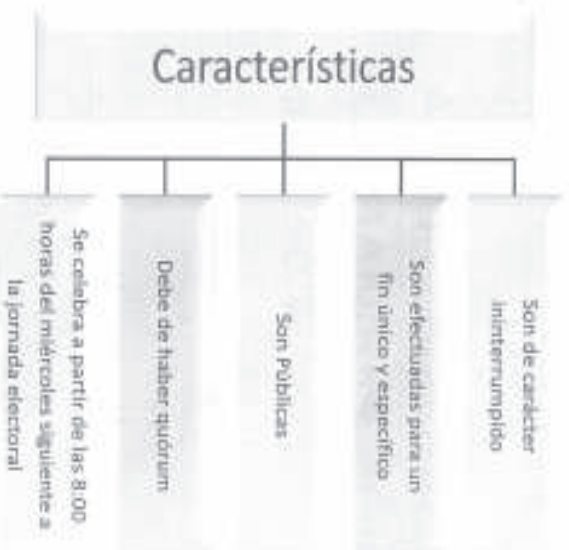 Características
Se celebra a partir de las 8:00
horas del miércoles siguiente a
la jornada electoral
Debe de haber quórum
Son Públicas
Son efectuadas para un
fin único y específico
Son de carácter
ininterrumpido